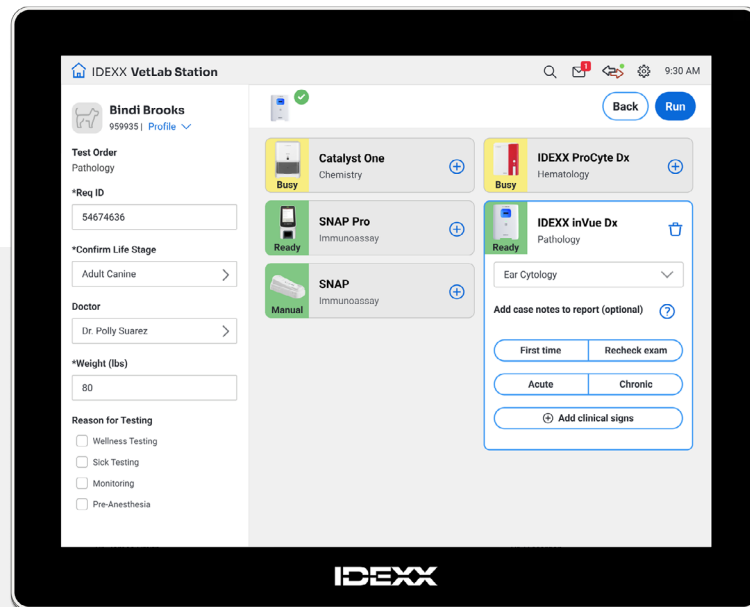 IDEXX VetLab Station
1
9:30 AM
Bindi Brooks
959935 | Profile
Back
Run
Test Order
Pathology
*Req ID
54674636
*Confirm Life Stage
Adult Canine
Doctor
Dr. Polly Suarez
*Weight (lbs)
80
Reason for Testing
Wellness Testing
Sick Testing
Monitoring
Pre-Anesthesia
Catalyst One
Chemistry
Busy
SNAP Pro
Immunoassay
Ready
SNAP
Immunoassay
Manual
IDEXX ProCyte Dx
Hematology
Busy
IDEXX inVue Dx
Pathology
Ready
Ear Cytology
Add case notes to report (optional) ?
First time
Recheck exam
Acute
Chronic
Add clinical signs
IDEXX